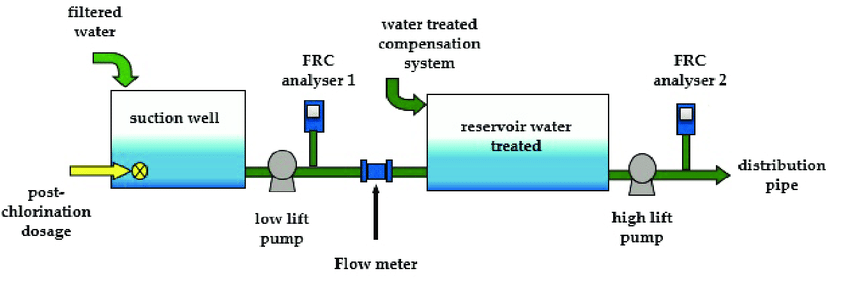 filtered
water
water treated
compensation
system
FRC
analyser 1
FRC
analyser 2
suction well
reservoir water
treated
distribution
pipe
post-
chlorination
dosage
low lift
pump
high lift
pump
Flow meter